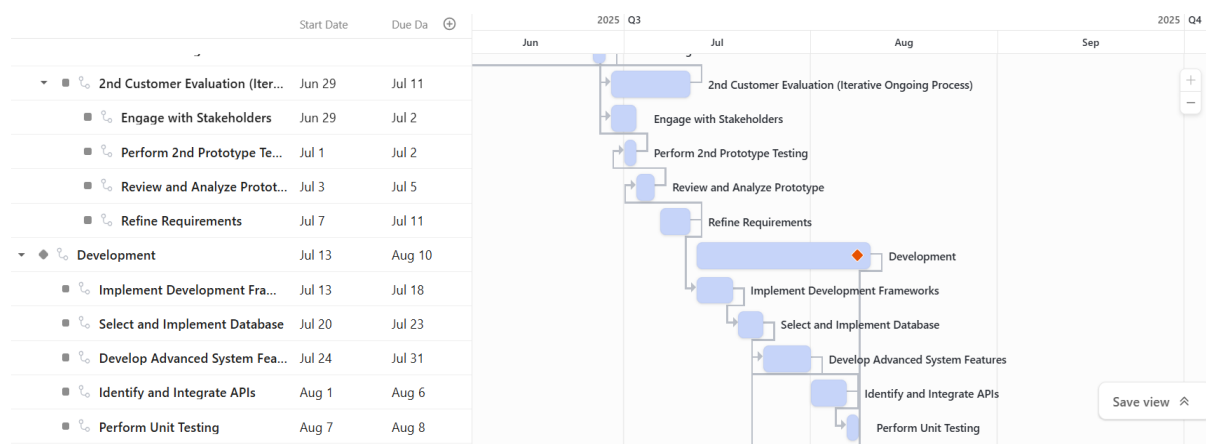 Start Date Due Da 2025 Q3 2025 Q4
Jun Jul Aug Sep
2nd Customer Evaluation (Iter... Jun 29 Jul 11 2nd Customer Evaluation (Iterative Ongoing Process)
Engage with Stakeholders Jun 29 Jul 2 Engage with Stakeholders
Perform 2nd Prototype Te... Jul 1 Jul 2 Perform 2nd Prototype Testing
Review and Analyze Protot... Jul 3 Jul 5 Review and Analyze Prototype
Refine Requirements Jul 7 Jul 11 Refine Requirements
Development Jul 13 Aug 10 Development
Implement Development Fra... Jul 13 Jul 18 Implement Development Frameworks
Select and Implement Database Jul 20 Jul 23 Select and Implement Database
Develop Advanced System Fea... Jul 24 Jul 31 Develop Advanced System Features
Identify and Integrate APIs Aug 1 Aug 6 Identify and Integrate APIs
Save view
Perform Unit Testing Aug 7 Aug 8 Perform Unit Testing